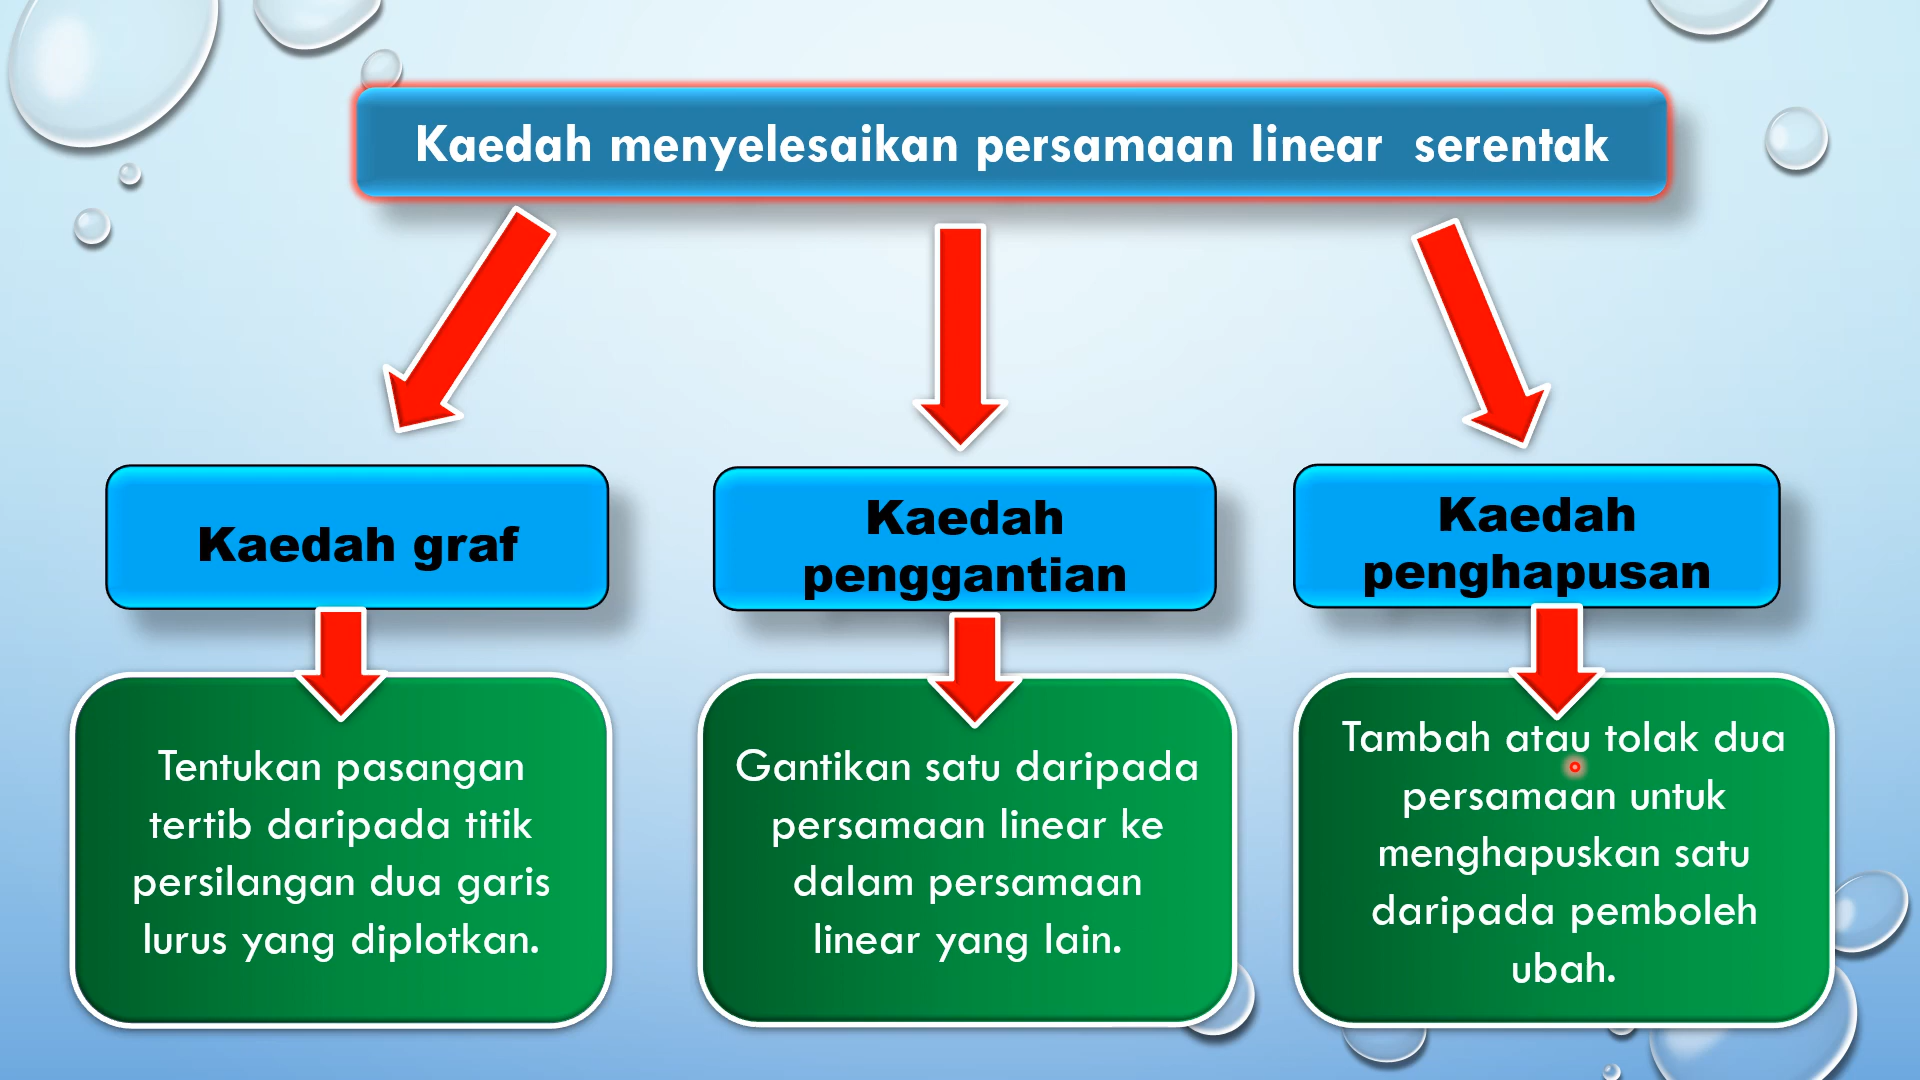 Kaedah menyelesaikan persamaan linear  serentak
Kaedah graf
Kaedah
penggantian
Kaedah
penghapusan
Tentukan pasangan
tertib daripada titik
persilangan dua garis
lurus yang diplotkan.
Gantikan satu daripada
persamaan linear ke
dalam persamaan
linear yang lain.
Tambah atau tolak dua
persamaan untuk
menghapuskan satu
daripada pemboleh
ubah.